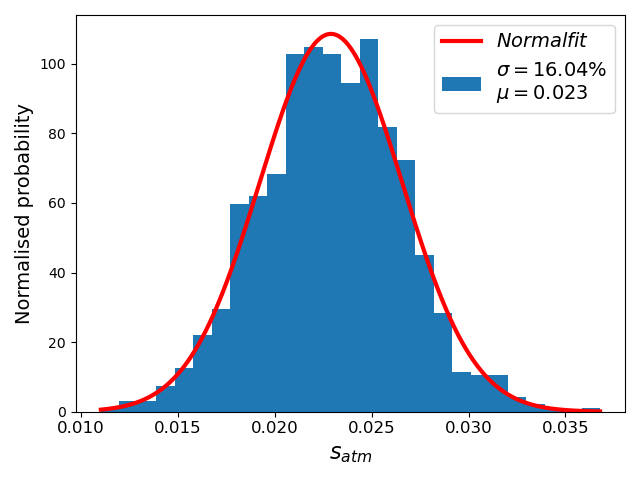 Normalfit
σ = 16.04%
μ = 0.023
Normalised probability
100
80
60
40
20
0
0.010 0.015 0.020 0.025 0.030 0.035
s_atm